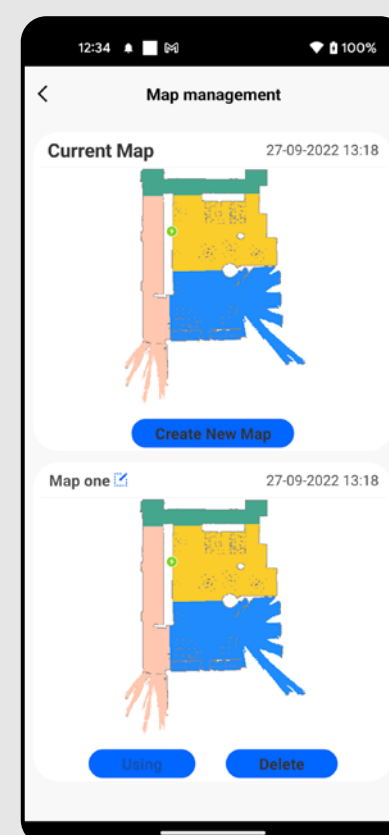 12:34 100%
Map management
Current Map 27-09-2022 13:18
Create New Map
Map one 27-09-2022 13:18
Using Delete